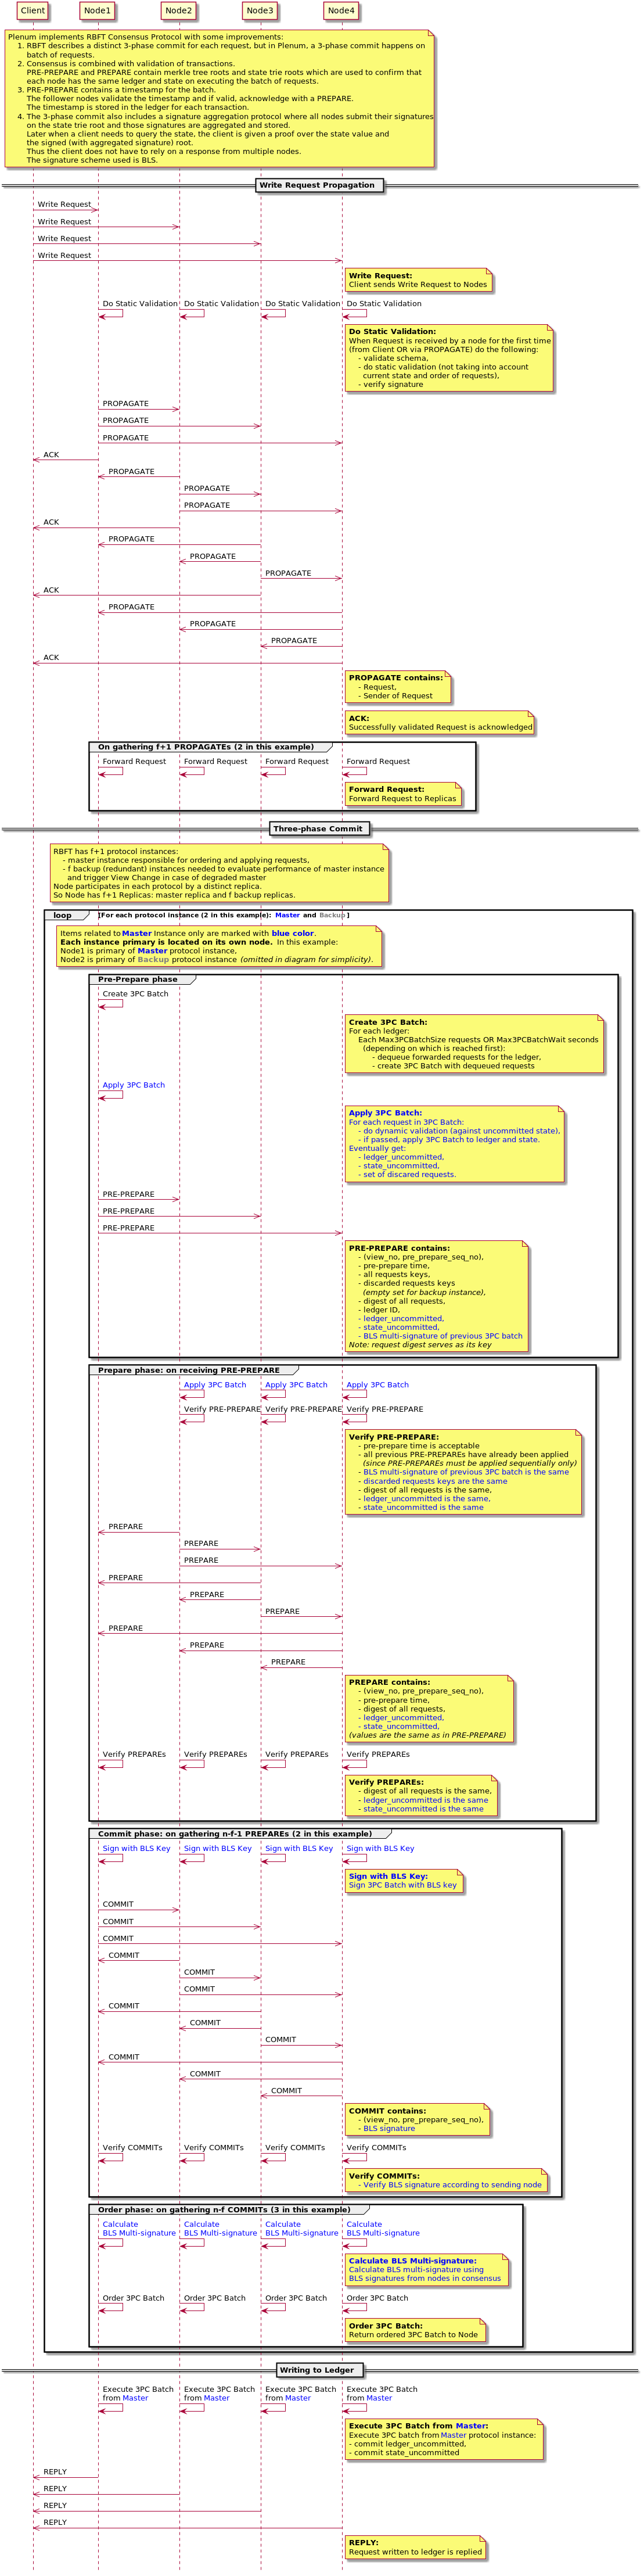 Client Node1 Node2 Node3 Node4
Plenum implements RBFT Consensus Protocol with some improvements:
1. RBFT describes a distinct 3-phase commit for each request, but in Plenum, a 3-phase commit happens on
batch of requests.
2. Consensus is combined with validation of transactions.
PRE-PREPARE and PREPARE contain merkle tree roots and state trie roots which are used to confirm that
each node has the same ledger and state on executing the batch of requests.
3. PRE-PREPARE contains a timestamp for the batch.
The follower nodes validate the timestamp and if valid, acknowledge with a PREPARE.
The timestamp is stored in the ledger for each transaction.
4. The 3-phase commit also includes a signature aggregation protocol where all nodes submit their signatures
on the state trie root and those signatures are aggregated and stored.
Later when a client needs to query the state, the client is given a proof over the state value and
the signed (with aggregate signature) root.
Thus the client does not have to rely on a response from multiple nodes.
The signature scheme used is BLS.
Write Request Propagation
Write Request
Write Request
Write Request
Write Request
Write Request:
Client sends Write Request to Nodes
Do Static Validation Do Static Validation Do Static Validation Do Static Validation
Do Static Validation:
When Request is received by a node for the first time
(from Client OR via PROPAGATE) do the following:
- validate schema,
- do static validation (not taking into account
current state and order of requests),
- verify signature
PROPAGATE
PROPAGATE
PROPAGATE
ACK
PROPAGATE
PROPAGATE
PROPAGATE
ACK
PROPAGATE
PROPAGATE
PROPAGATE
ACK
PROPAGATE
PROPAGATE
PROPAGATE
ACK
PROPAGATE contains:
- Request,
- Sender of Request
ACK:
Successfully validated Request is acknowledged
On gathering f+1 PROPAGATEs (2 in this example)
Forward Request Forward Request Forward Request Forward Request
Forward Request:
Forward Request to Replicas
Three-phase Commit
RBFT has f+1 protocol instances:
- master instance responsible for ordering and applying requests,
- f backup (redundant) instances needed to evaluate performance of master instance
and trigger View Change in case of degraded master
Node participates in each protocol by a distinct replica.
So Node has f+1 Replicas: master replica and f backup replicas.
loop [For each protocol Instance (2 in this example): Master and Backup]
Items related to Master Instance only are marked with blue color.
Each instance primary is located on its own node. In this example:
Node1 is primary of Master protocol instance,
Node2 is primary of Backup protocol instance (omitted in diagram for simplicity).
Pre-Prepare phase
Create 3PC Batch
Create 3PC Batch:
For each ledger:
Each Max3PCBatchSize requests OR Max3PCBatchWait seconds
(depending on which is reached first):
- dequeue forwarded requests for the ledger,
- create 3PC Batch with dequeued requests
Apply 3PC Batch
Apply 3PC Batch:
For each request in 3PC Batch:
- do dynamic validation (against uncommited state),
- if passed, apply 3PC Batch to ledger and state.
Eventually get:
- ledger_uncommitted,
- state_uncommitted,
- set of discared requests.
PRE-PREPARE
PRE-PREPARE
PRE-PREPARE
PRE-PREPARE contains:
- (view_no, pre_prepare_seq_no),
- pre-prepare time,
- all requests keys,
- discarded requests keys
(empty set for backup instance),
- digest of all requests,
- ledger ID,
- ledger_uncommitted,
- state_uncommitted,
- BLS multi-signature of previous 3PC batch
Note: request digest serves as its key
Prepare phase: on receiving PRE-PREPARE
Apply 3PC Batch Apply 3PC Batch Apply 3PC Batch
Verify PRE-PREPARE Verify PRE-PREPARE Verify PRE-PREPARE
Verify PRE-PREPARE:
- pre-prepare time is acceptable
- all previous PRE-PREPAREs have already been applied
(since PRE-PREPAREs must be applied sequentially only)
- BLS multi-signature of previous 3PC batch is the same
- discarded requests keys are the same
- digest of all requests is the same,
- ledger_uncommitted is the same,
- state_uncommitted is the same
PREPARE
PREPARE
PREPARE
PREPARE
PREPARE
PREPARE
PREPARE
PREPARE
PREPARE
PREPARE contains:
- (view_no, pre_prepare_seq_no),
- pre-prepare time,
- digest of all requests,
- ledger_uncommitted,
- state_uncommitted,
(values are the same as in PRE-PREPARE)
Verify PREPAREs Verify PREPAREs Verify PREPAREs Verify PREPAREs
Verify PREPAREs:
- digest of all requests is the same,
- ledger_uncommitted is the same
- state_uncommitted is the same
Commit phase: on gathering n-f-1 PREPAREs (2 in this example)
Sign with BLS Key Sign with BLS Key Sign with BLS Key Sign with BLS Key
Sign with BLS Key:
Sign 3PC Batch with BLS key
COMMIT
COMMIT
COMMIT
COMMIT
COMMIT
COMMIT
COMMIT
COMMIT
COMMIT
COMMIT
COMMIT
COMMIT
COMMIT contains:
- (view_no, pre_prepare_seq_no),
- BLS signature
Verify COMMITs Verify COMMITs Verify COMMITs Verify COMMITs
Verify COMMITs:
- Verify BLS signature according to sending node
Order phase: on gathering n-f COMMITs (3 in this example)
Calculate Calculate Calculate Calculate
BLS Multi-signature BLS Multi-signature BLS Multi-signature BLS Multi-signature
Calculate BLS Multi-signature:
Calculate BLS multi-signature using
BLS signatures from nodes in consensus
Order 3PC Batch Order 3PC Batch Order 3PC Batch Order 3PC Batch
Order 3PC Batch:
Return ordered 3PC Batch to Node
Writing to Ledger
Execute 3PC Batch Execute 3PC Batch Execute 3PC Batch Execute 3PC Batch
from Master from Master from Master from Master
Execute 3PC Batch from Master:
Execute 3PC batch from Master protocol instance:
- commit ledger_uncommitted,
- commit state_uncommitted
REPLY
REPLY
REPLY
REPLY
REPLY:
Request written to ledger is replied